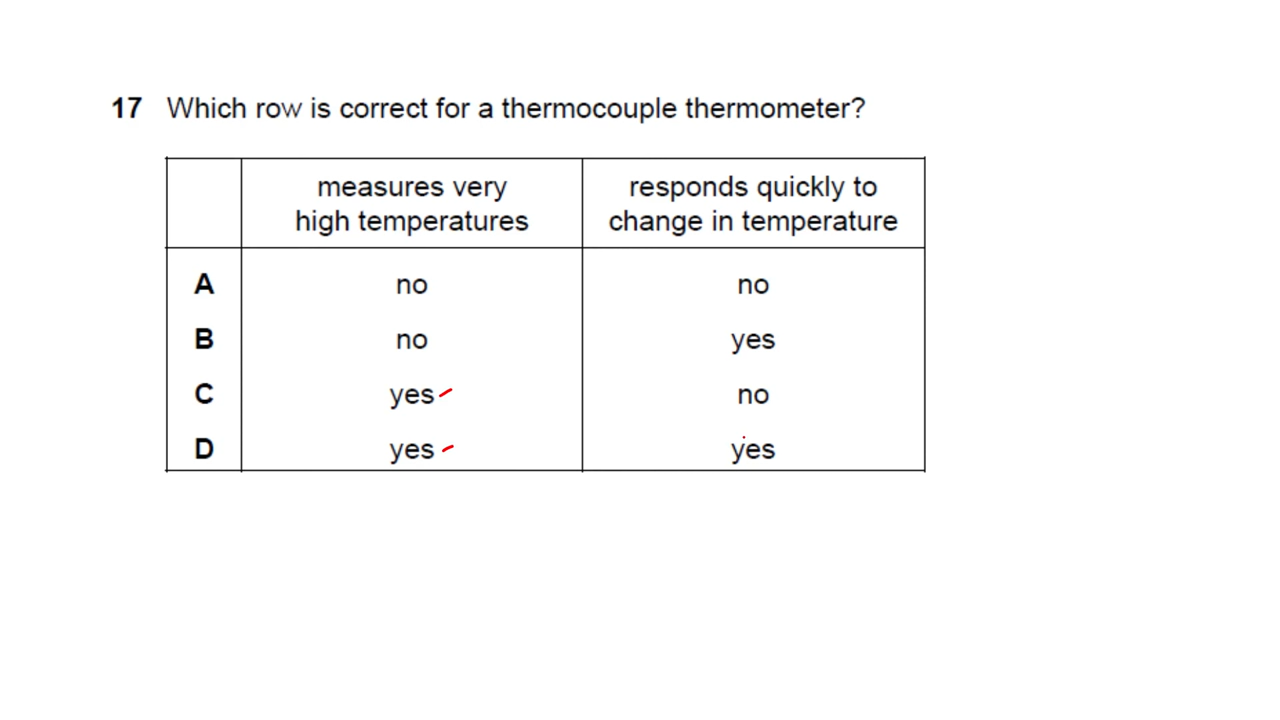 17 Which row is correct for a thermocouple thermometer?
measures very high temperatures | responds quickly to change in temperature
A no no
B no yes
C yes no
D yes yes